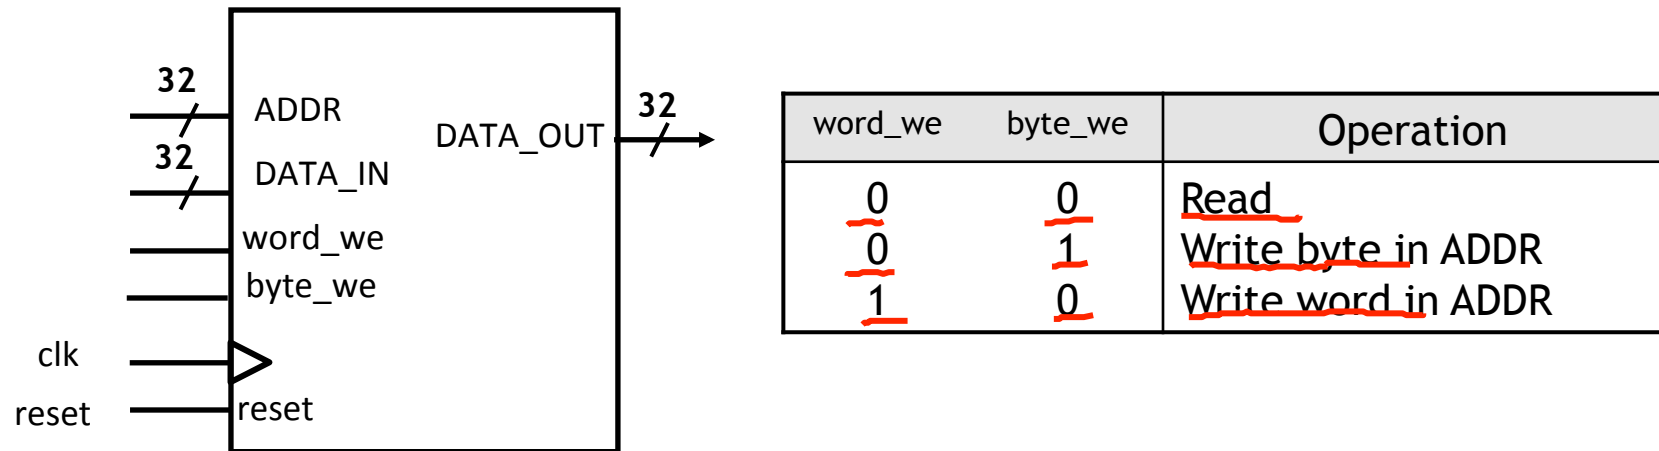 32
ADDR
32
DATA_IN
word_we
byte_we
clk
reset
reset
DATA_OUT
32
word_we byte_we Operation
0 0 Read
0 1 Write byte in ADDR
1 0 Write word in ADDR